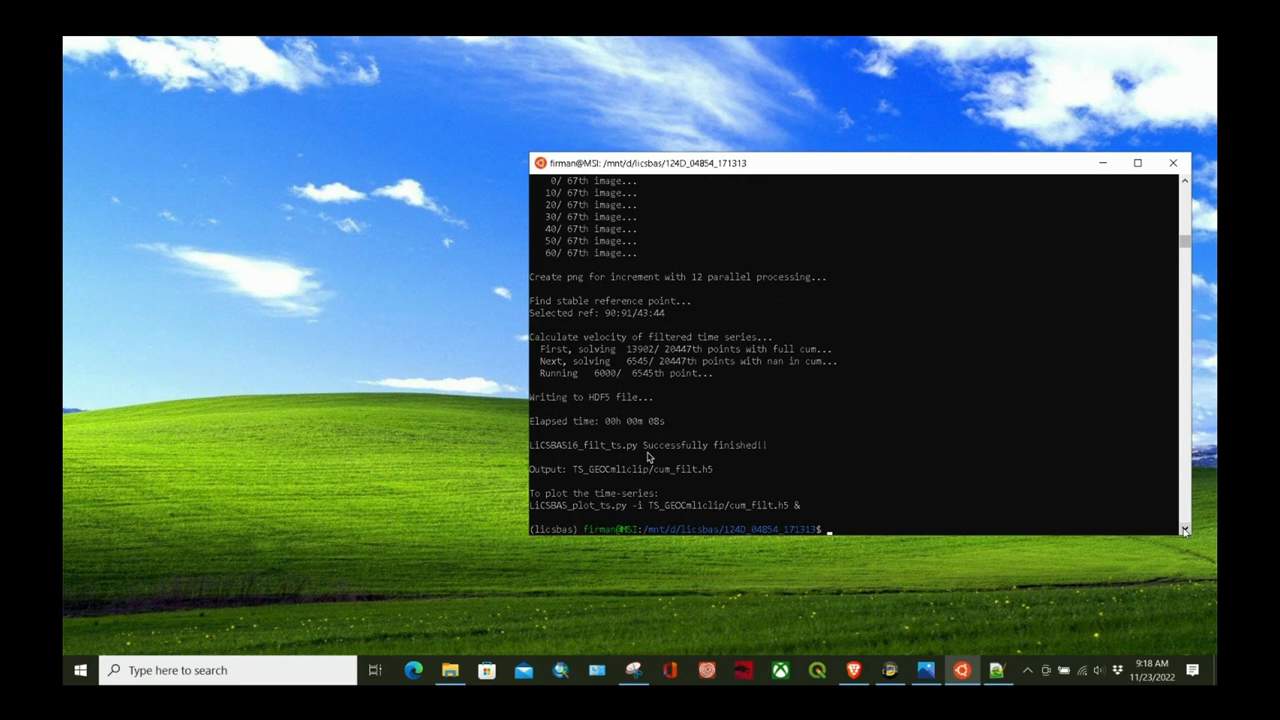 firman@MSI: /mnt/d/licsbas/124D_04854_171313
0/ 67th image...
10/ 67th image...
20/ 67th image...
30/ 67th image...
40/ 67th image...
50/ 67th image...
60/ 67th image...
Create png for increment with 12 parallel processing...
Find stable reference point...
Selected ref: 90:91/43:44
Calculate velocity of filtered time series...
First, solving 13902/ 20447th points with full cum...
Next, solving 6545/ 20447th points with nan in cum...
Running 6000/ 6545th point...
Writing to HDF5 file...
Elapsed time: 00h 00m 08s
LiCSBAS16_filt_ts.py Successfully finished!!
Output: TS_GEOCml1clip/cum_filt.h5
To plot the time-series:
LiCSBAS_plot_ts.py -i TS_GEOCml1clip/cum_filt.h5 &
(licsbas) firman@MSI:/mnt/d/licsbas/124D_04854_171313$
Type here to search
9:18 AM
11/23/2022